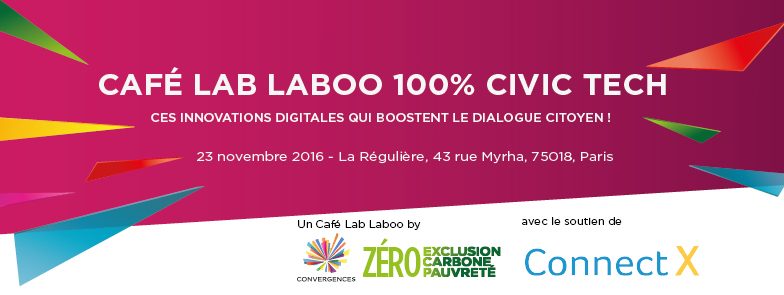 CAFÉ LAB LABOO 100% CIVIC TECH
CES INNOVATIONS DIGITALES QUI BOOSTENT LE DIALOGUE CITOYEN !
23 novembre 2016 - La Régulière, 43 rue Myrha, 75018, Paris
Un Café Lab Laboo by
avec le soutien de
CONVERGENCES
ZÉRO
EXCLUSION
CARBONE
PAUVRETÉ
Connect X